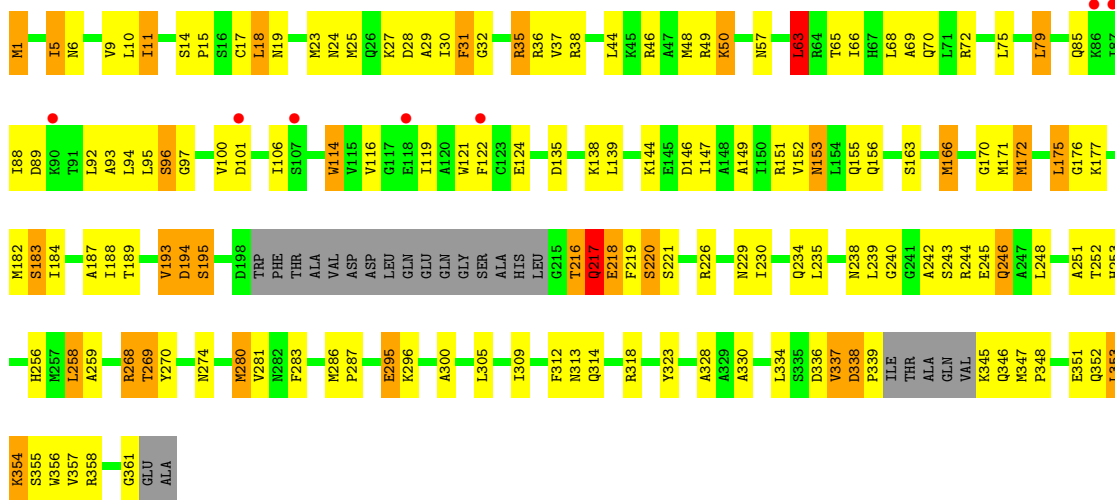 M1 I5 N6 V9 L10 I11 S14 P15 S16 C17 L18 N19 M23 N24 M25 Q26 K27 D28 A29 I30 F31 G32 R35 R36 V37 R38 L44 K45 R46 A47 M48 R49 K50 N57 L63 R64 T65 I66 H67 L68 A69 Q70 L71 R72 L75 L79 Q85 K86 I87
I88 D89 K90 T91 L92 A93 L94 L95 S96 G97 V100 D101 I106 S107 W114 V115 V116 G117 E118 I119 A120 W121 F122 C123 E124 D135 K138 L139 K144 E145 D146 I147 A148 A149 I150 R151 V152 N153 L154 Q155 Q156 S163 M166 G170 M171 M172 L175 G176 K177
M182 S183 I184 A187 I188 T189 V193 D194 S195 D198 TRP PHE THR ALA VAL ASP ASP LEU GLN GLU GLN GLY SER ALA HIS LEU G215 T216 Q217 E218 F219 S220 S221 R226 N229 I230 Q234 L235 N238 L239 G240 G241 A242 S243 R244 E245 Q246 A247 L248 A251 T252 H253
H256 M257 L258 A259 R268 T269 Y270 N274 M280 V281 N282 F283 M286 P287 E295 K296 A300 L305 I309 F312 N313 Q314 R318 Y323 A328 A329 A330 L334 S335 D336 V337 D338 P339 ILE THR ALA GLN VAL K345 Q346 M347 P348 E351 Q352 L353
K354 S355 W356 V357 R358 G361 GLU ALA